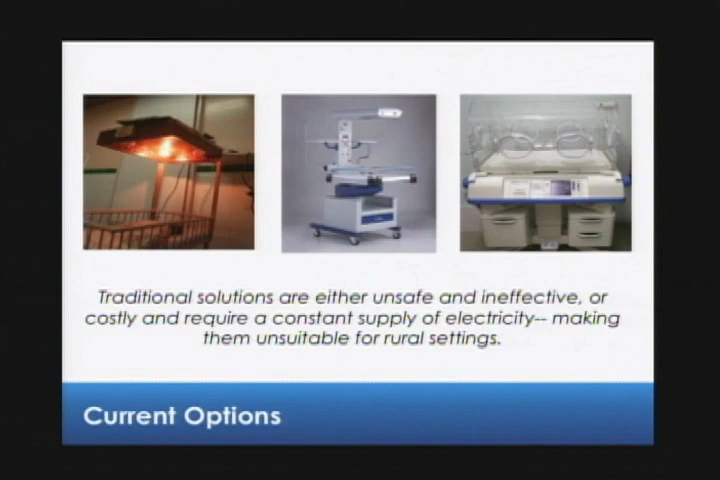 Traditional solutions are either unsafe and ineffective, or
costly and require a constant supply of electricity-- making
them unsuitable for rural settings.
Current Options